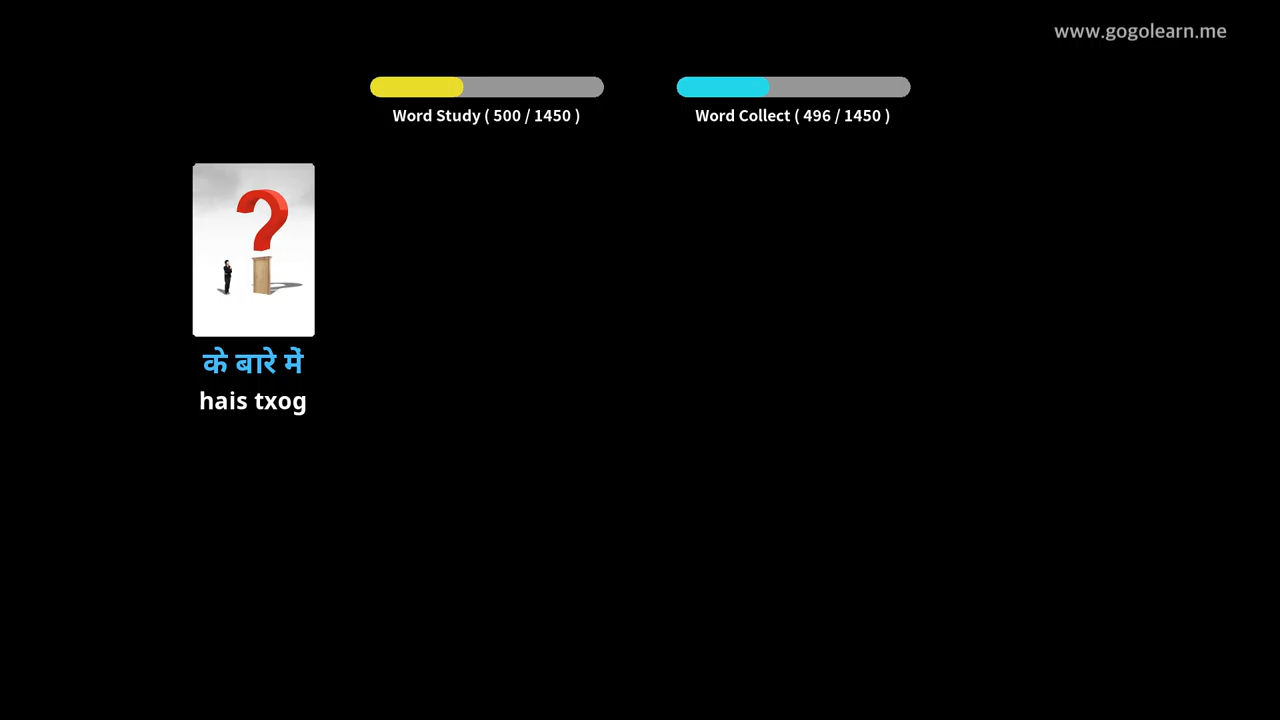 www.gogolearn.me
Word Study ( 500 / 1450 )
Word Collect ( 496 / 1450 )
के बारे में
hais txog